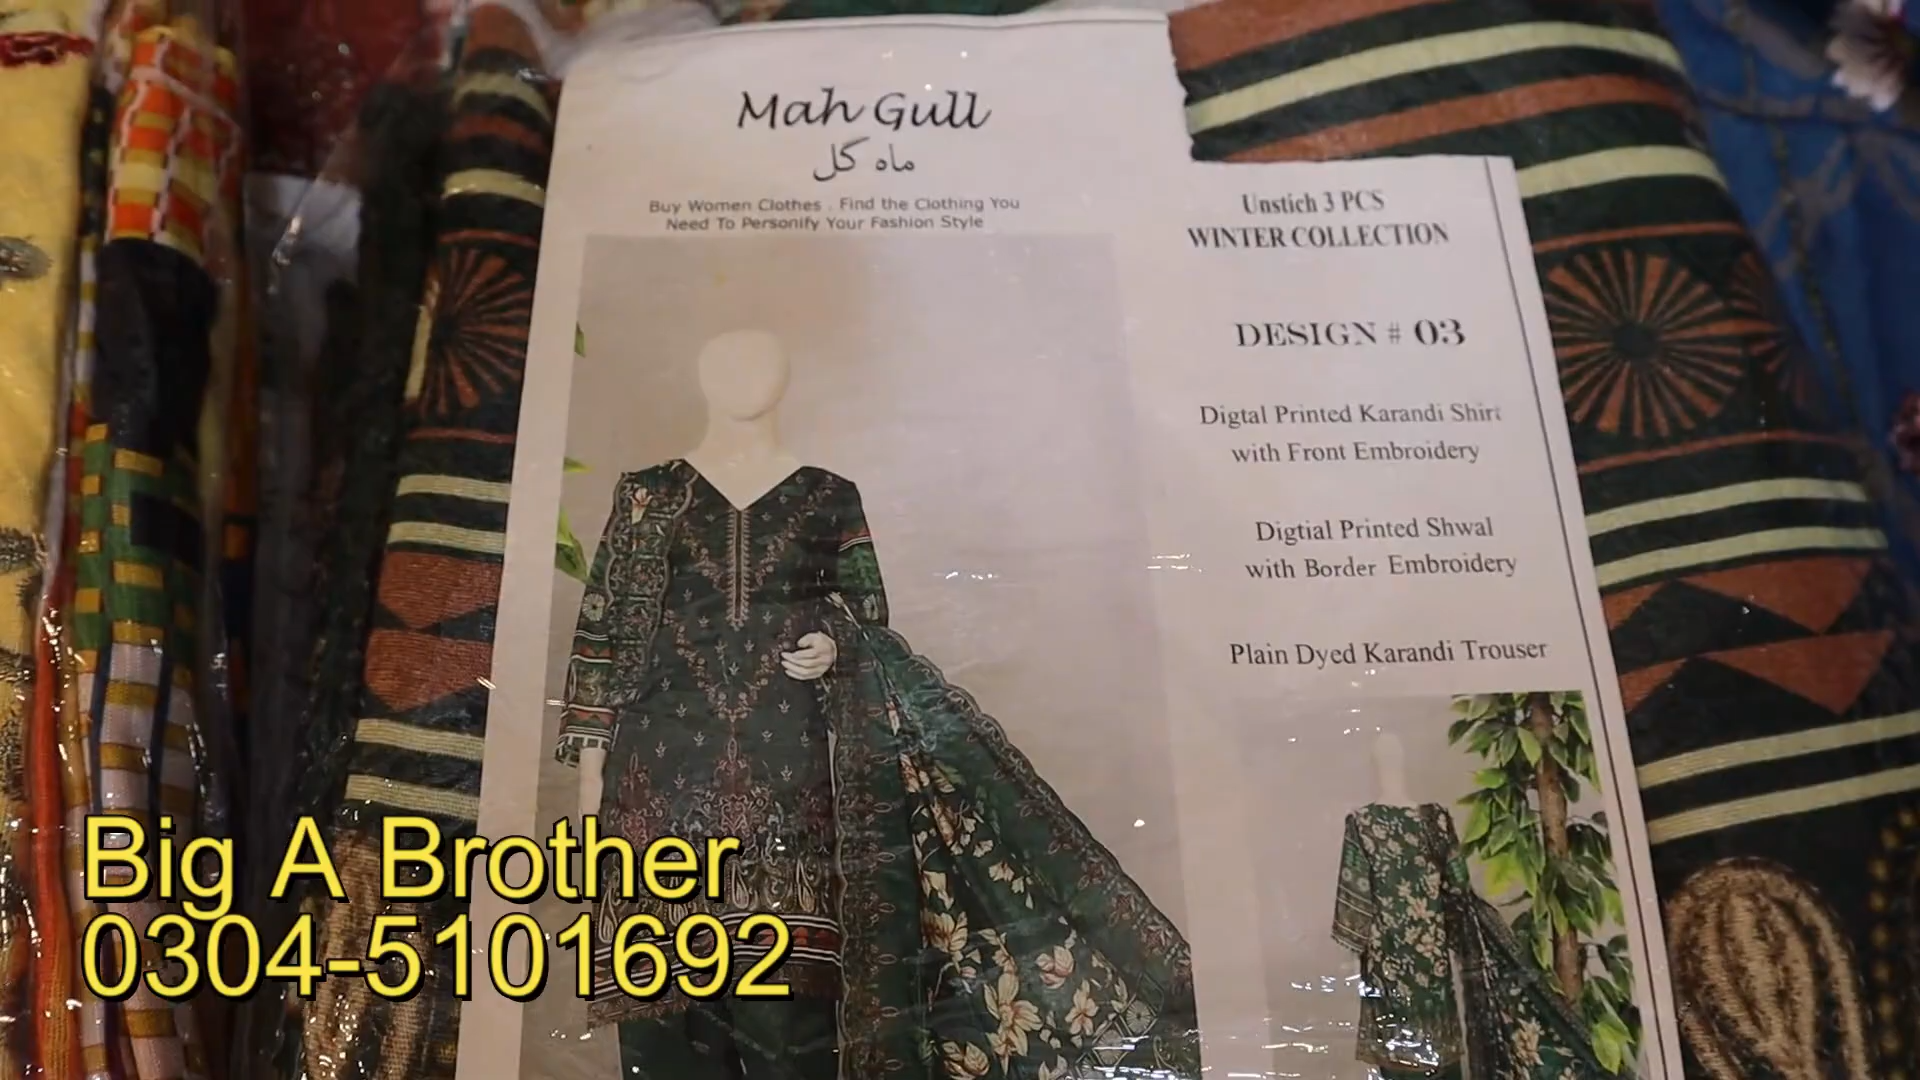 Mah Gull
ماہ گل
Buy Women Clothes . Find the Clothing You
Need To Personify Your Fashion Style
Unstich 3 PCS
WINTER COLLECTION
DESIGN # 03
Digtal Printed Karandi Shirt
with Front Embroidery
Digtial Printed Shwal
with Border Embroidery
Plain Dyed Karandi Trouser
Big A Brother
0304-5101692